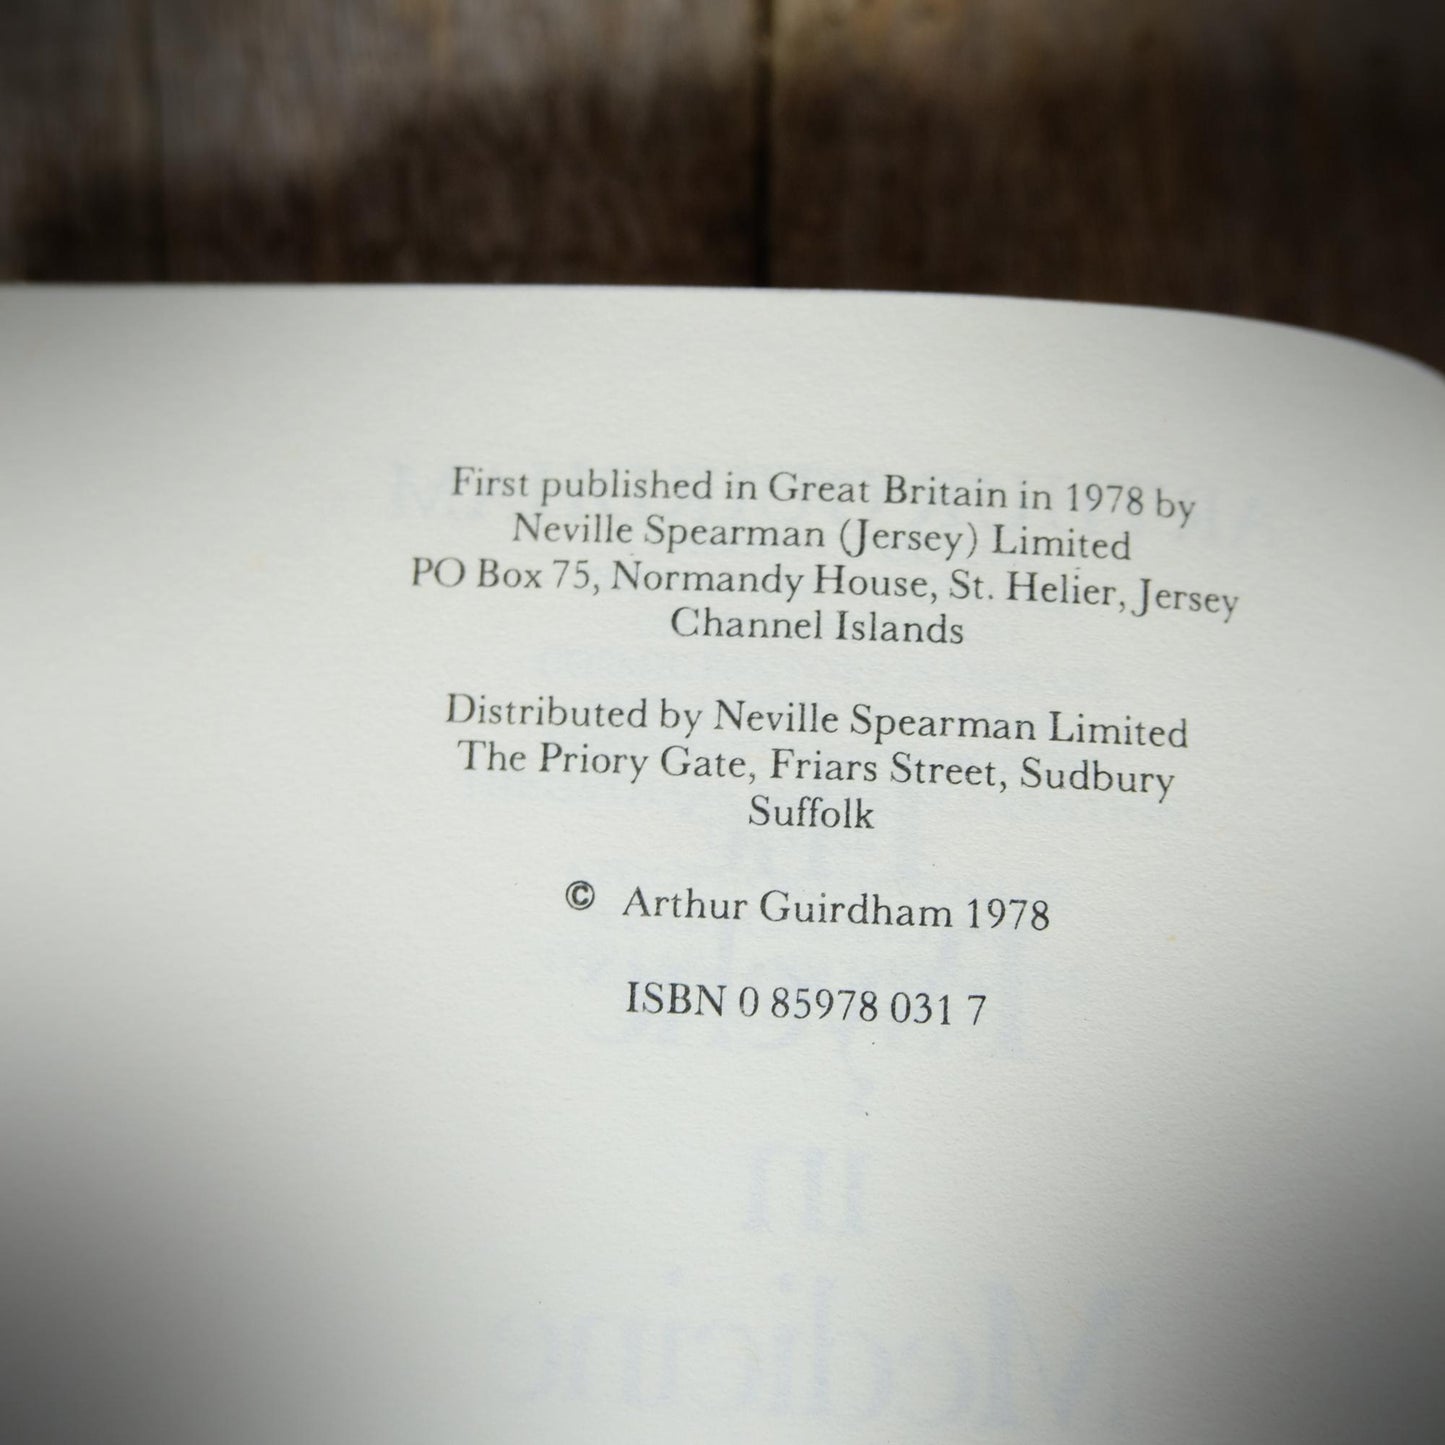 First published in Great Britain in 1978 by
Neville Spearman (Jersey) Limited
PO Box 75, Normandy House, St. Helier, Jersey
Channel Islands
Distributed by Neville Spearman Limited
The Priory Gate, Friars Street, Sudbury
Suffolk
© Arthur Guirdham 1978
ISBN 0 85978 031 7